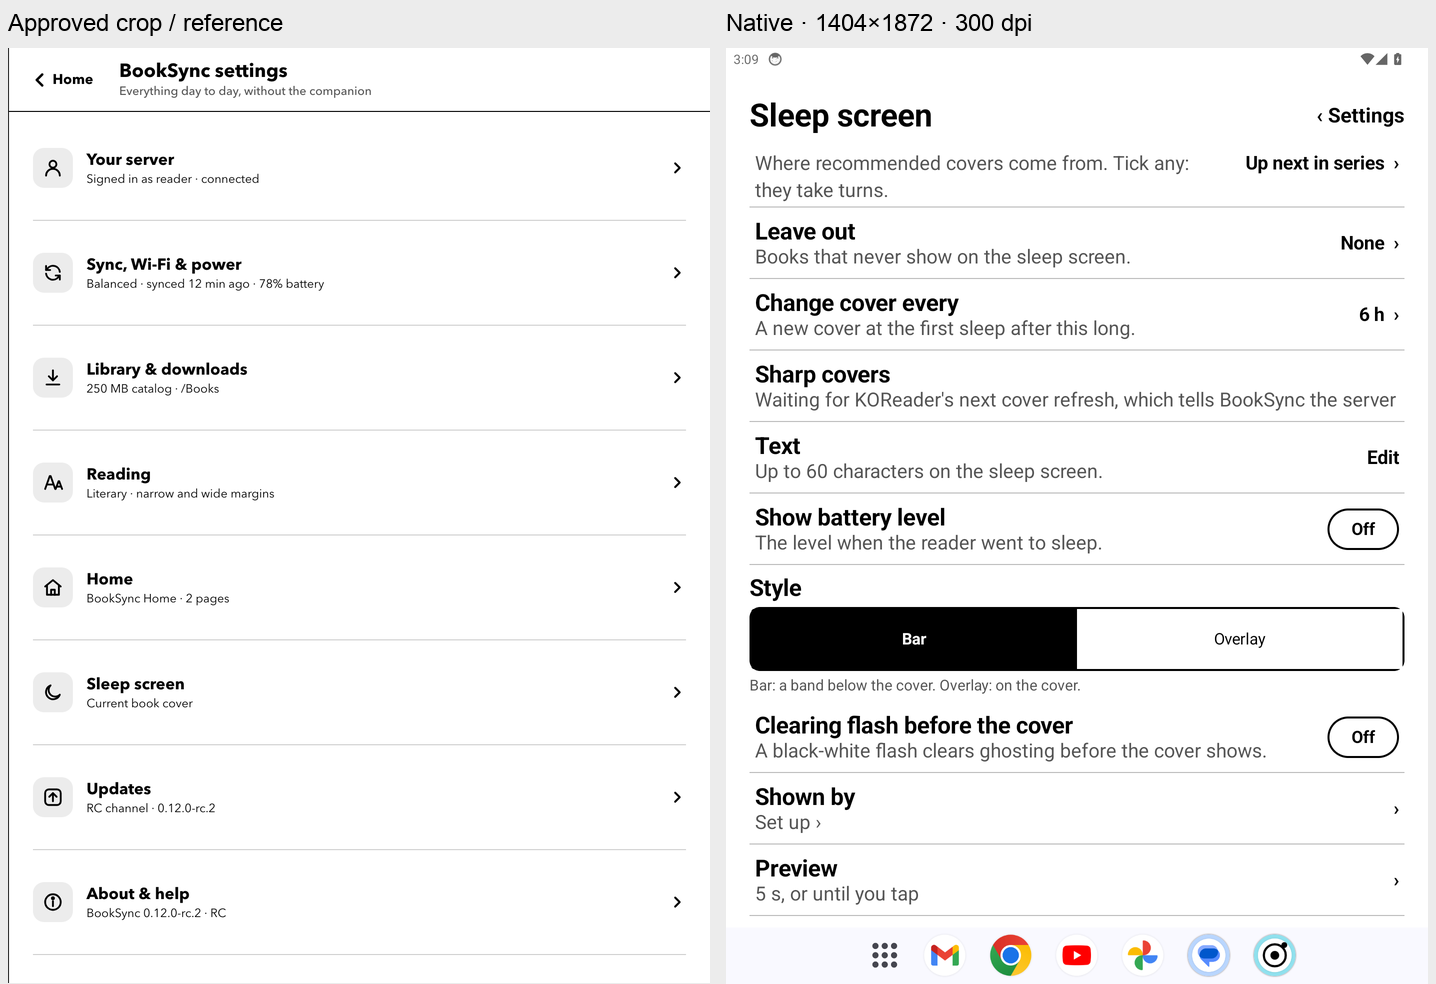 Approved crop / reference
Home
BookSync settings
Everything day to day, without the companion
Your server
Signed in as reader · connected
Sync, Wi-Fi & power
Balanced · synced 12 min ago · 78% battery
Library & downloads
250 MB catalog · /Books
Reading
Literary · narrow and wide margins
Home
BookSync Home · 2 pages
Sleep screen
Current book cover
Updates
RC channel · 0.12.0-rc.2
About & help
BookSync 0.12.0-rc.2 · RC
Native · 1404×1872 · 300 dpi
3:09
Sleep screen
‹ Settings
Where recommended covers come from. Tick any:
they take turns.
Up next in series ›
Leave out
Books that never show on the sleep screen.
None ›
Change cover every
A new cover at the first sleep after this long.
6 h ›
Sharp covers
Waiting for KOReader's next cover refresh, which tells BookSync the server
Text
Up to 60 characters on the sleep screen.
Edit
Show battery level
The level when the reader went to sleep.
Off
Style
Bar
Overlay
Bar: a band below the cover. Overlay: on the cover.
Clearing flash before the cover
A black-white flash clears ghosting before the cover shows.
Off
Shown by
Set up ›
›
Preview
5 s, or until you tap
›